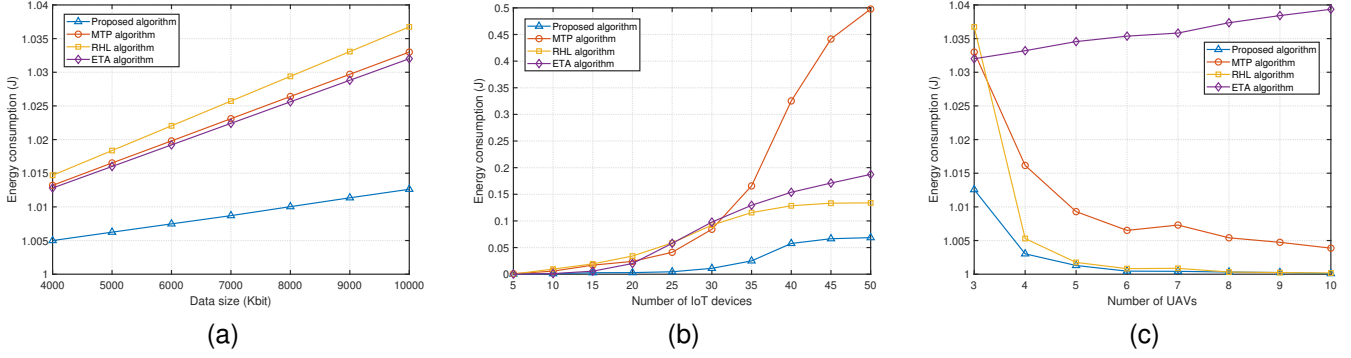 1.04
1.035
1.03
1.025
1.02
1.015
1.01
1.005
1
Energy consumption (J)
Proposed algorithm
MTP algorithm
RHL algorithm
ETA algorithm
4000 5000 6000 7000 8000 9000 10000
Data size (Kbit)
(a)
0.5
0.45
0.4
0.35
0.3
0.25
0.2
0.15
0.1
0.05
0
Energy consumption (J)
Proposed algorithm
MTP algorithm
RHL algorithm
ETA algorithm
5 10 15 20 25 30 35 40 45 50
Number of IoT devices
(b)
1.04
1.035
1.03
1.025
1.02
1.015
1.01
1.005
1
Energy consumption (J)
Proposed algorithm
MTP algorithm
RHL algorithm
ETA algorithm
3 4 5 6 7 8 9 10
Number of UAVs
(c)